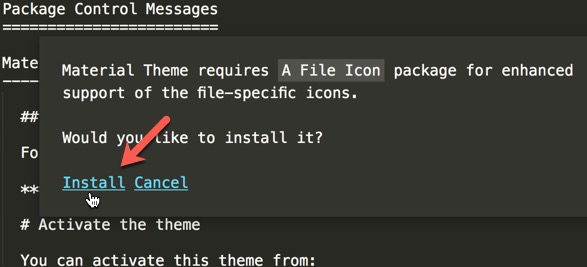 Package Control Messages
========================
Mate
----
##
Material Theme requires A File Icon package for enhanced
support of the file-specific icons.
Fo
Would you like to install it?
**
Install Cancel
# Activate the theme
You can activate this theme from: